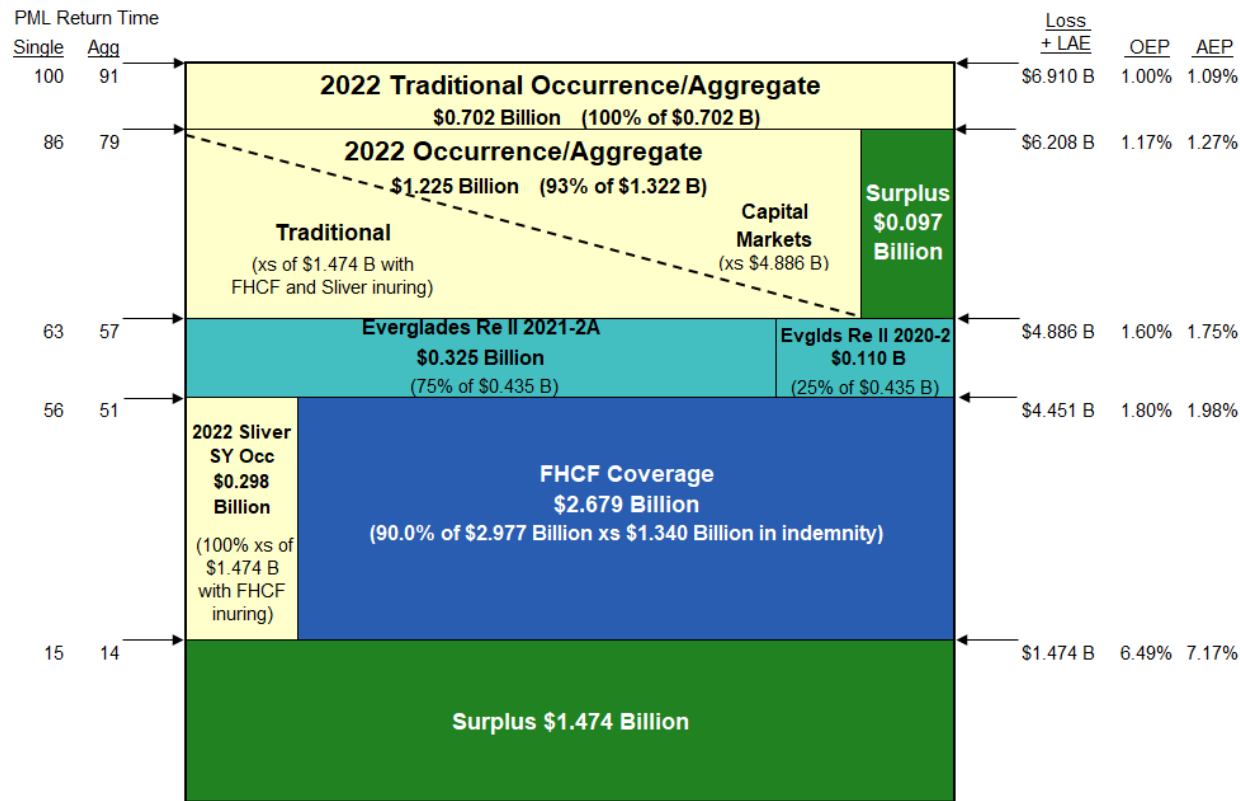 PML Return Time
Single Agg
Loss
+ LAE OEP AEP
100 91
$6.910 B 1.00% 1.09%
2022 Traditional Occurrence/Aggregate
$0.702 Billion (100% of $0.702 B)
86 79
$6.208 B 1.17% 1.27%
2022 Occurrence/Aggregate
$1.225 Billion (93% of $1.322 B)
Traditional
(xs of $1.474 B with
FHCF and Sliver inuring)
Capital
Markets
(xs $4.886 B)
Surplus
$0.097
Billion
63 57
$4.886 B 1.60% 1.75%
Everglades Re II 2021-2A
$0.325 Billion
(75% of $0.435 B)
Evglds Re II 2020-2
$0.110 B
(25% of $0.435 B)
56 51
$4.451 B 1.80% 1.98%
2022 Sliver
SY Occ
$0.298
Billion
(100% xs of
$1.474 B
with FHCF
inuring)
FHCF Coverage
$2.679 Billion
(90.0% of $2.977 Billion xs $1.340 Billion in indemnity)
15 14
$1.474 B 6.49% 7.17%
Surplus $1.474 Billion